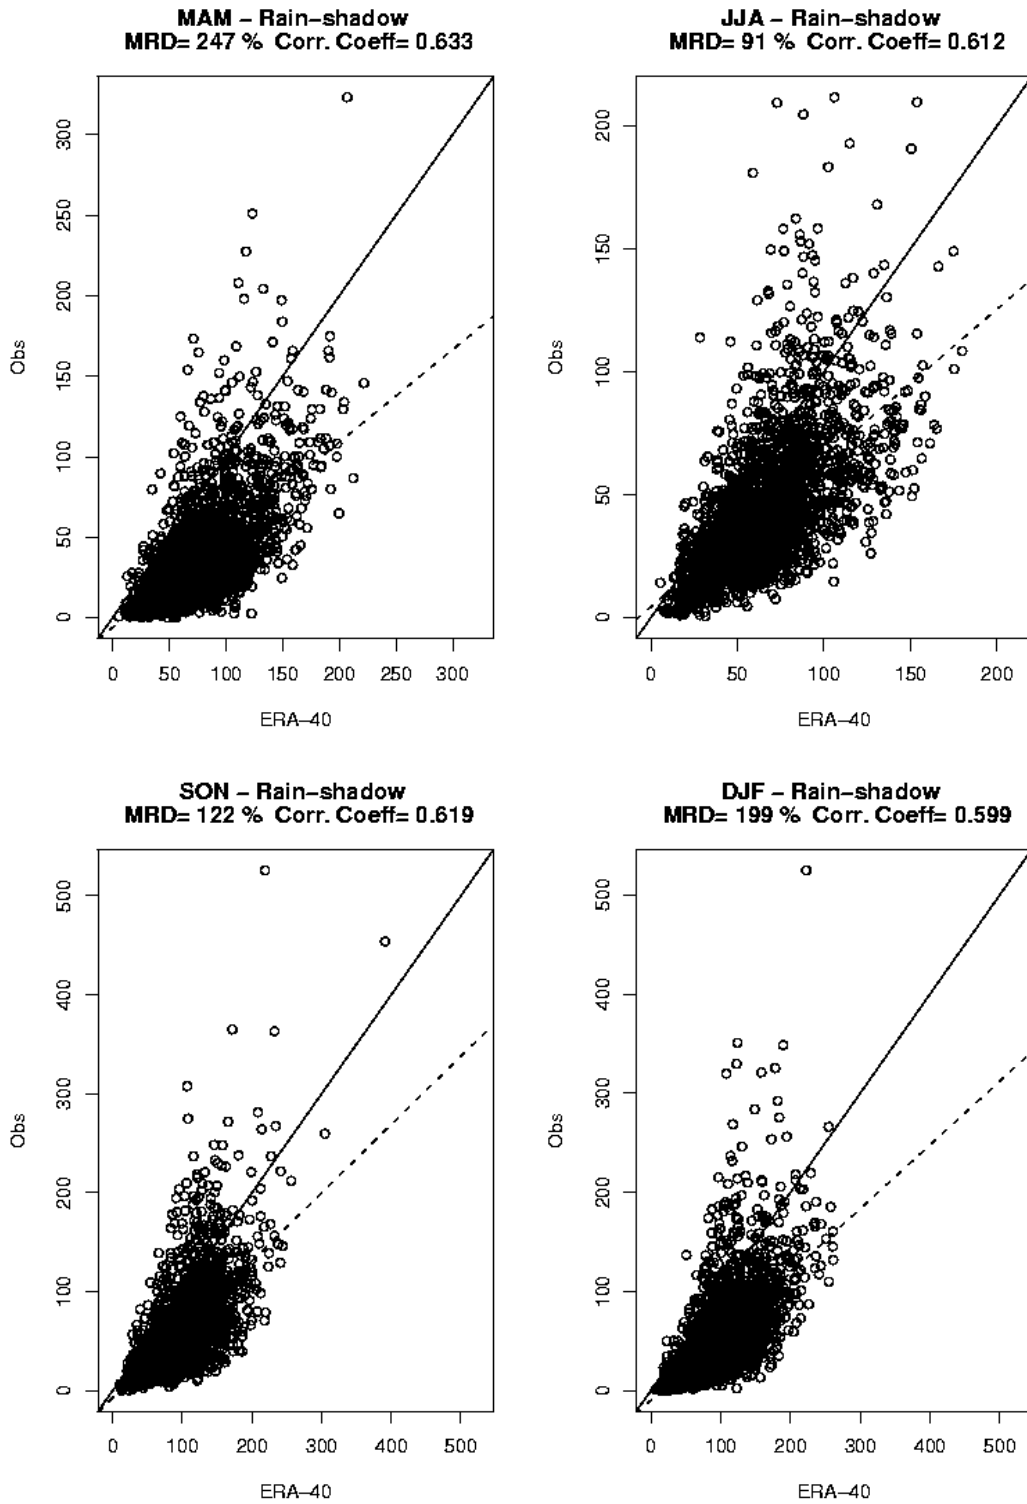 MAM – Rain–shadow
MRD= 247 %  Corr. Coeff= 0.633
Obs
0
50
100
150
200
250
300
0 50 100 150 200 250 300
ERA–40
JJA – Rain–shadow
MRD= 91 %  Corr. Coeff= 0.612
Obs
0
50
100
150
200
0 50 100 150 200
ERA–40
SON – Rain–shadow
MRD= 122 %  Corr. Coeff= 0.619
Obs
0
100
200
300
400
500
0 100 200 300 400 500
ERA–40
DJF – Rain–shadow
MRD= 199 %  Corr. Coeff= 0.599
Obs
0
100
200
300
400
500
0 100 200 300 400 500
ERA–40